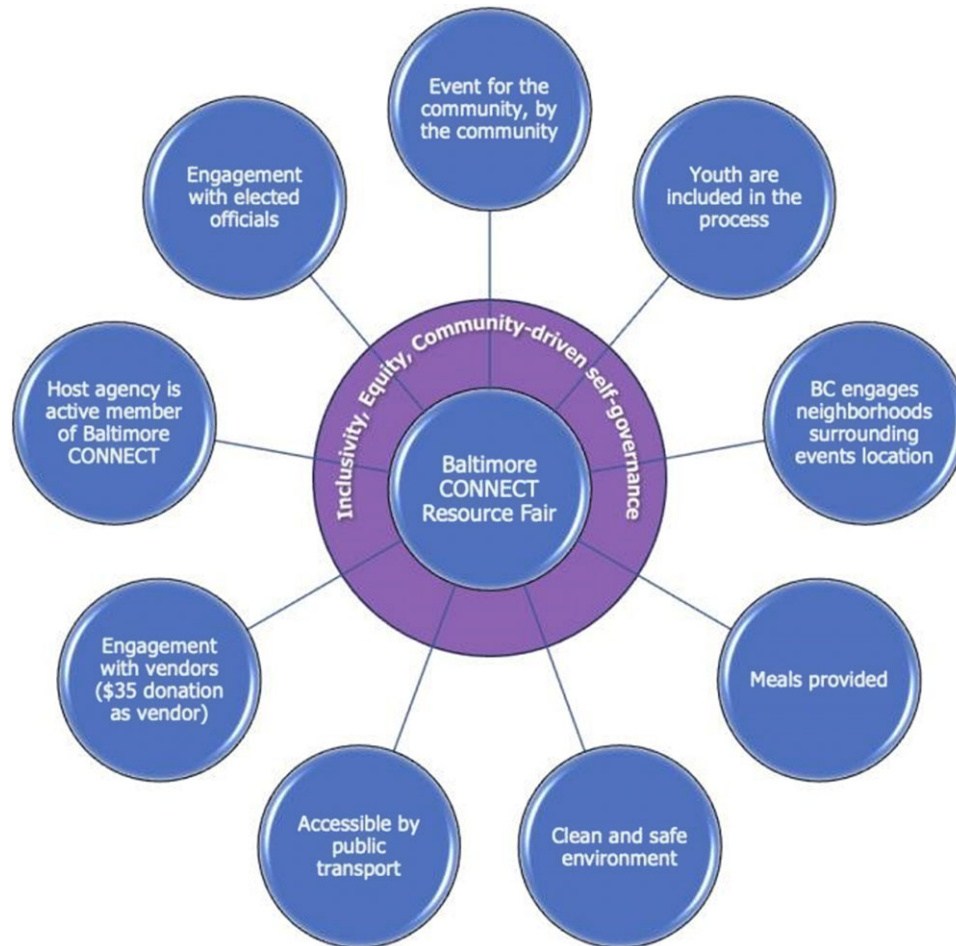 Event for the
community, by
the community
Youth are
included in the
process
BC engages
neighborhoods
surrounding
events location
Meals provided
Clean and safe
environment
Accessible by
public
transport
Engagement
with vendors
($35 donation
as vendor)
Host agency is
active member
of Baltimore
CONNECT
Engagement
with elected
officials
Inclusivity, Equity, Community-driven self-governance
Baltimore
CONNECT
Resource Fair